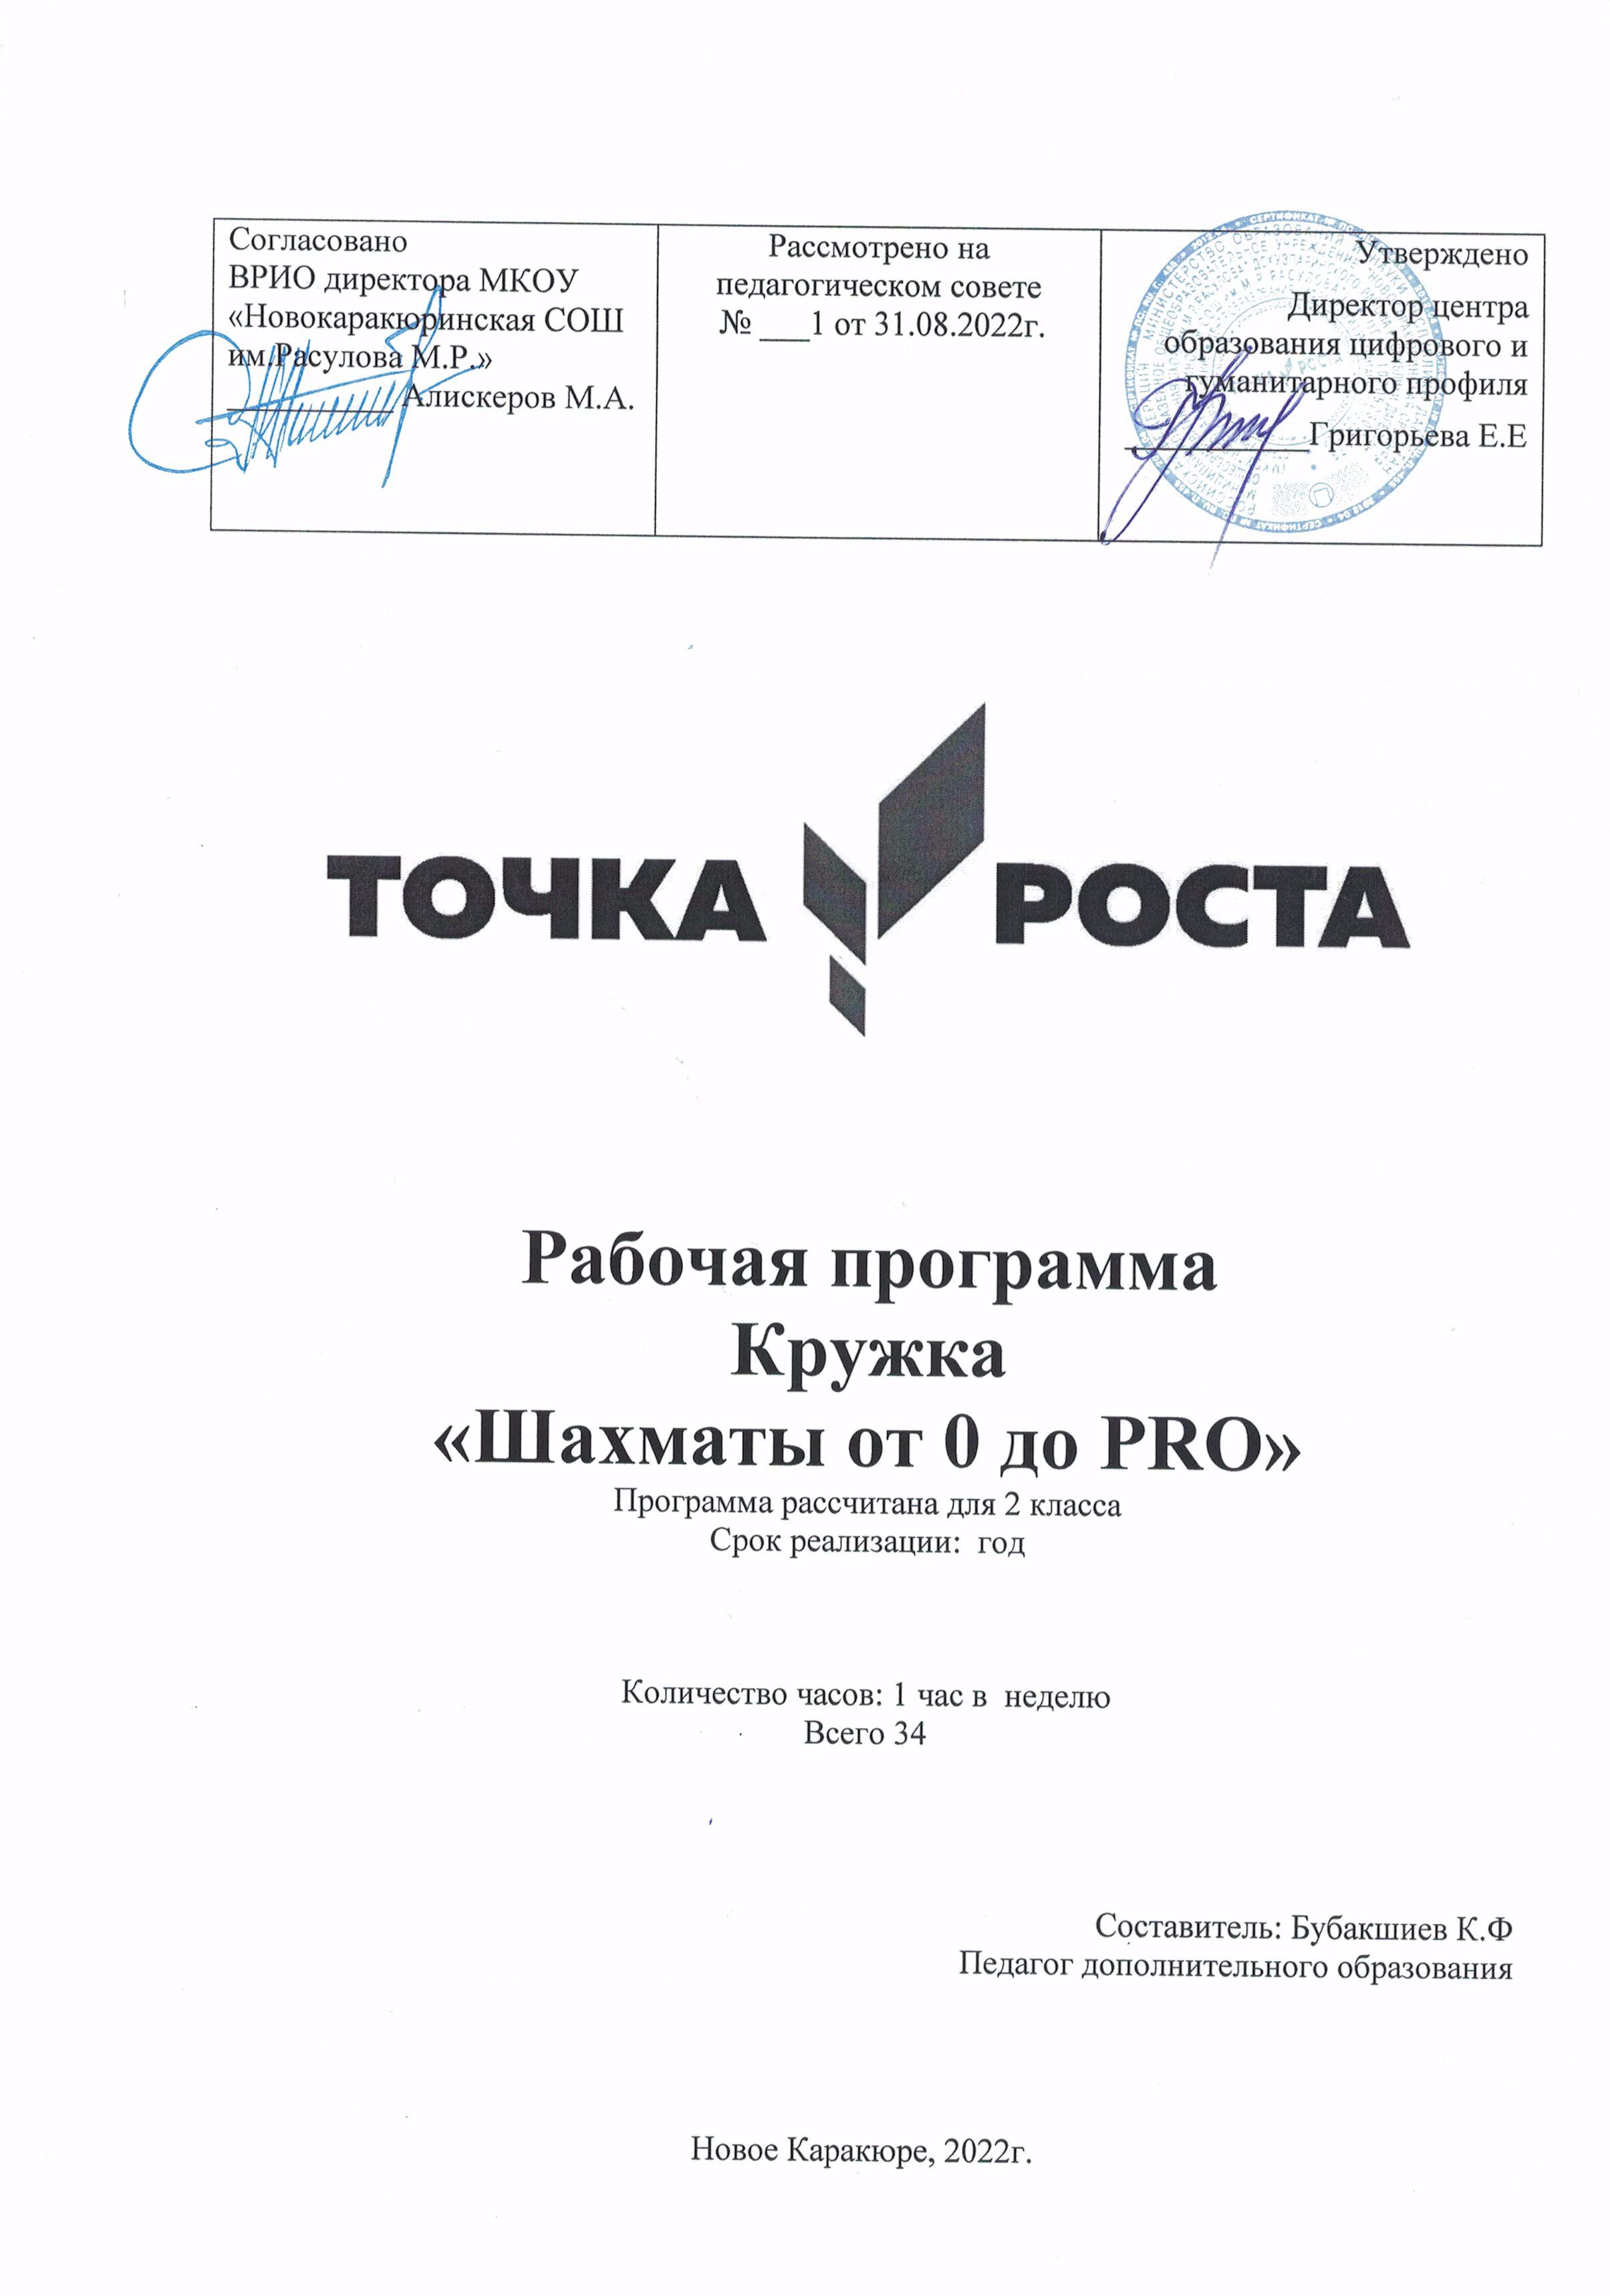 Согласовано
ВРИО директора МКОУ
«Новокаракюринская СОШ
им.Расулова М.Р.»
__________ Алискеров М.А.
Рассмотрено на
педагогическом совете
№ ___1 от 31.08.2022г.
Утверждено
Директор центра
образования цифрового и
гуманитарного профиля
___________Григорьева Е.Е
ТОЧКА РОСТА
Рабочая программа
Кружка
«Шахматы от 0 до PRO»
Программа рассчитана для 2 класса
Срок реализации: год
Количество часов: 1 час в неделю
Всего 34
Составитель: Бубакшиев К.Ф
Педагог дополнительного образования
Новое Каракюре, 2022г.